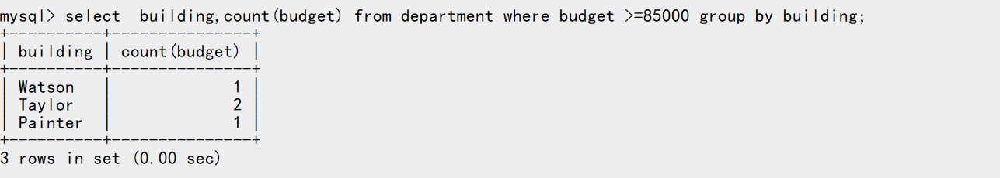 mysql> select  building,count(budget) from department where budget >=85000 group by building;
+----------+---------------+
| building | count(budget) |
+----------+---------------+
| Watson   |             1 |
| Taylor   |             2 |
| Painter  |             1 |
+----------+---------------+
3 rows in set (0.00 sec)